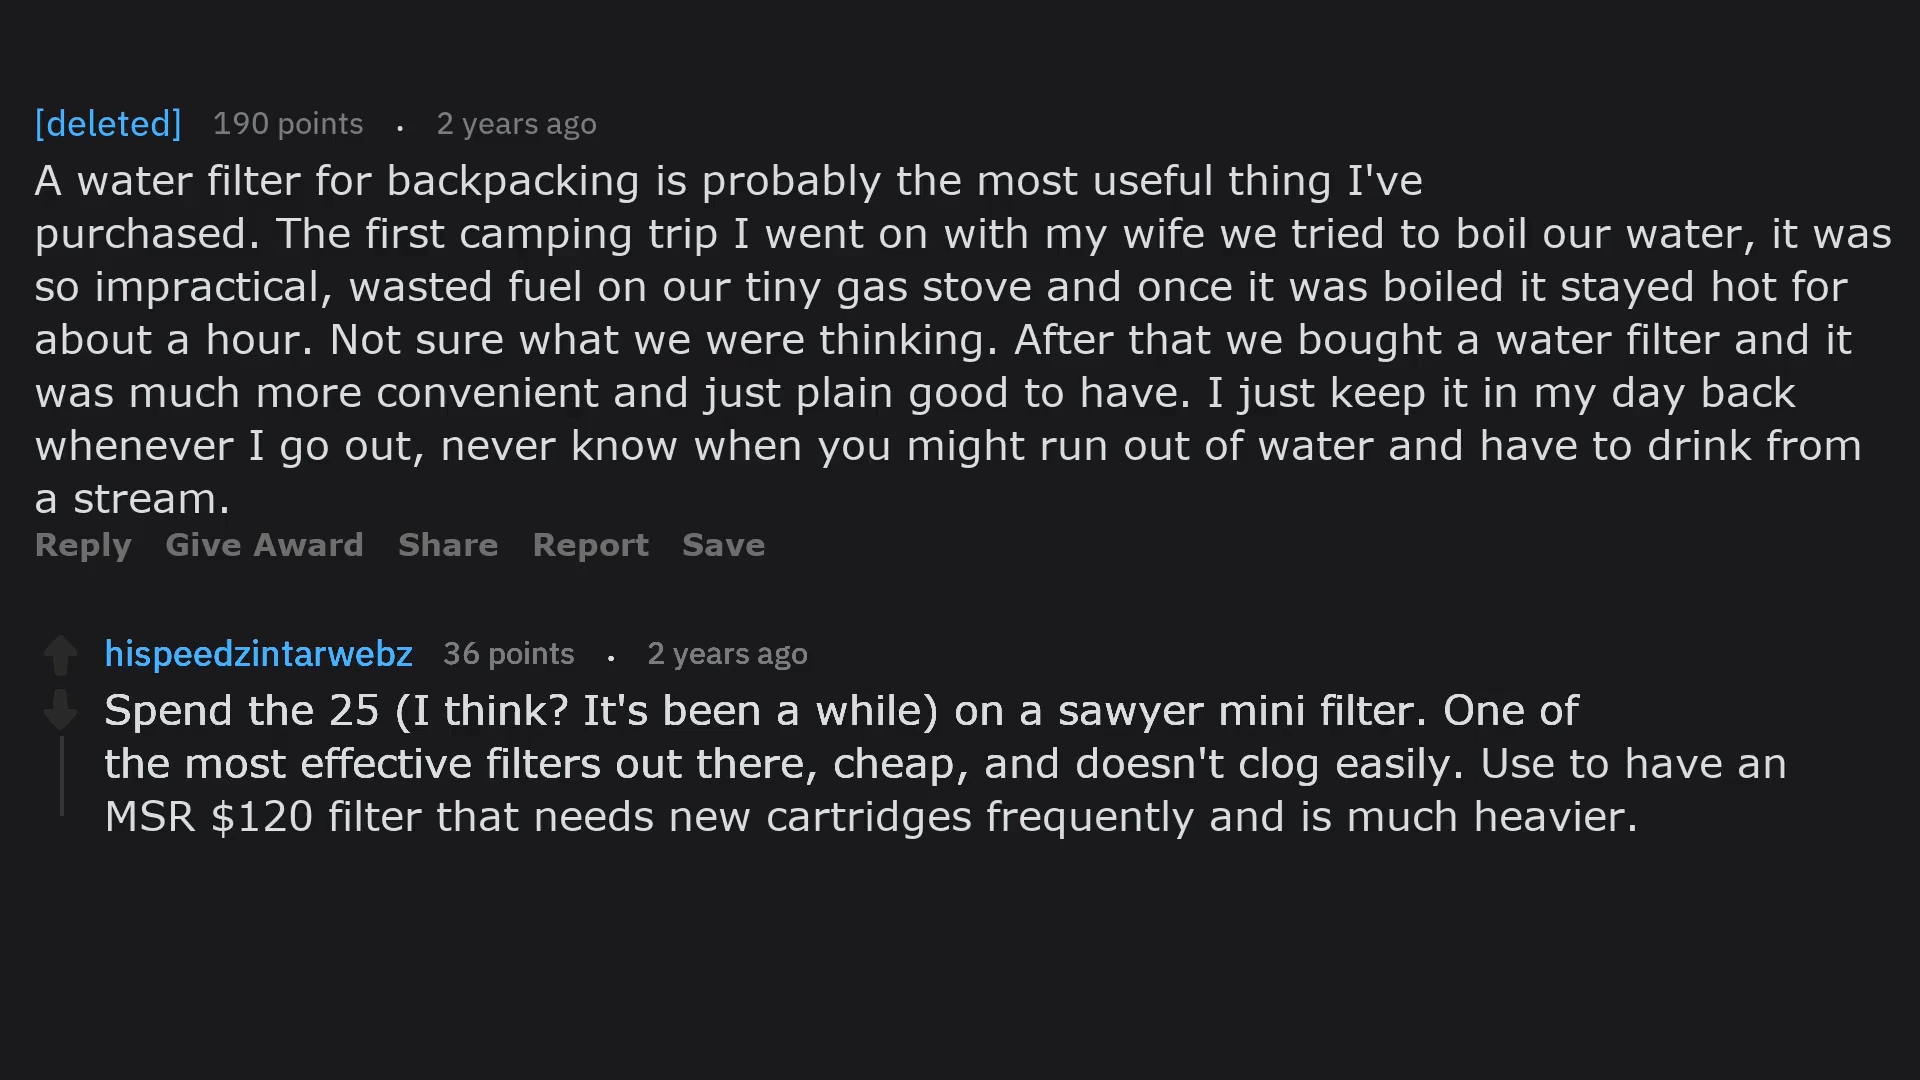 [deleted] 190 points . 2 years ago
A water filter for backpacking is probably the most useful thing I've
purchased. The first camping trip I went on with my wife we tried to boil our water, it was
so impractical, wasted fuel on our tiny gas stove and once it was boiled it stayed hot for
about a hour. Not sure what we were thinking. After that we bought a water filter and it
was much more convenient and just plain good to have. I just keep it in my day back
whenever I go out, never know when you might run out of water and have to drink from
a stream.
Reply Give Award Share Report Save
hispeedzintarwebz 36 points . 2 years ago
Spend the 25 (I think? It's been a while) on a sawyer mini filter. One of
the most effective filters out there, cheap, and doesn't clog easily. Use to have an
MSR $120 filter that needs new cartridges frequently and is much heavier.